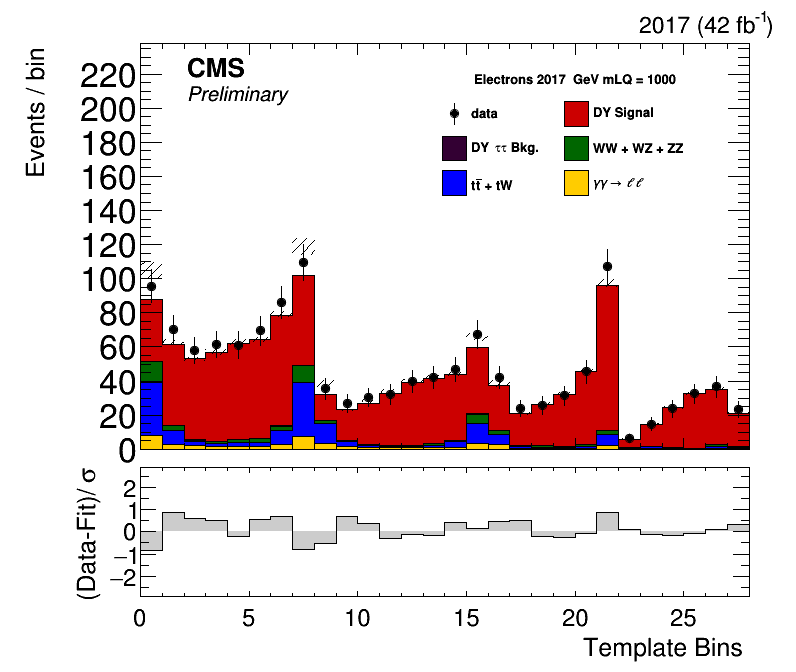 2017 (42 fb⁻¹)
CMS
Preliminary
Electrons 2017 GeV mLQ = 1000
data
DY Signal
DY ττ Bkg.
WW + WZ + ZZ
tt̅ + tW
γγ → ℓℓ
Events / bin
220
200
180
160
140
120
100
80
60
40
20
0
(Data-Fit)/ σ
2
1
0
−1
−2
0 5 10 15 20 25
Template Bins